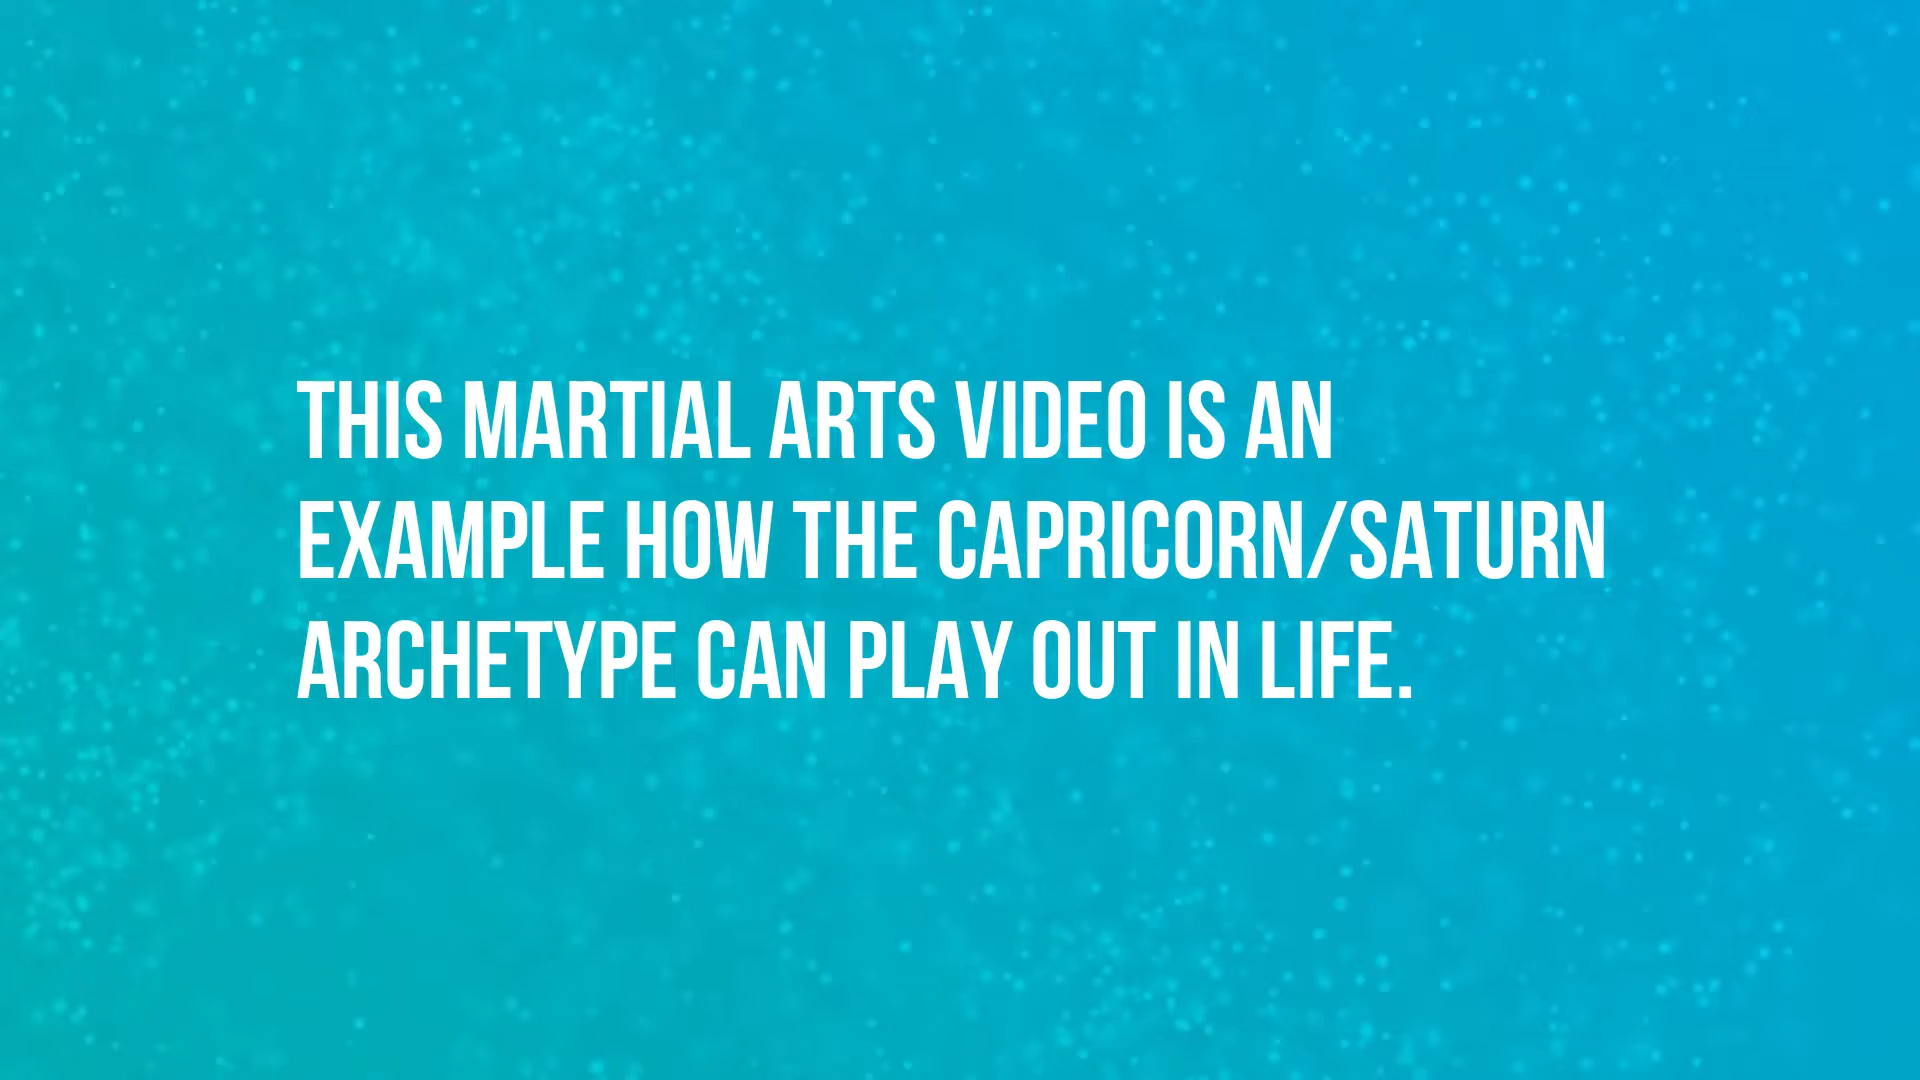 THIS MARTIAL ARTS VIDEO IS AN
EXAMPLE HOW THE CAPRICORN/SATURN
ARCHETYPE CAN PLAY OUT IN LIFE.